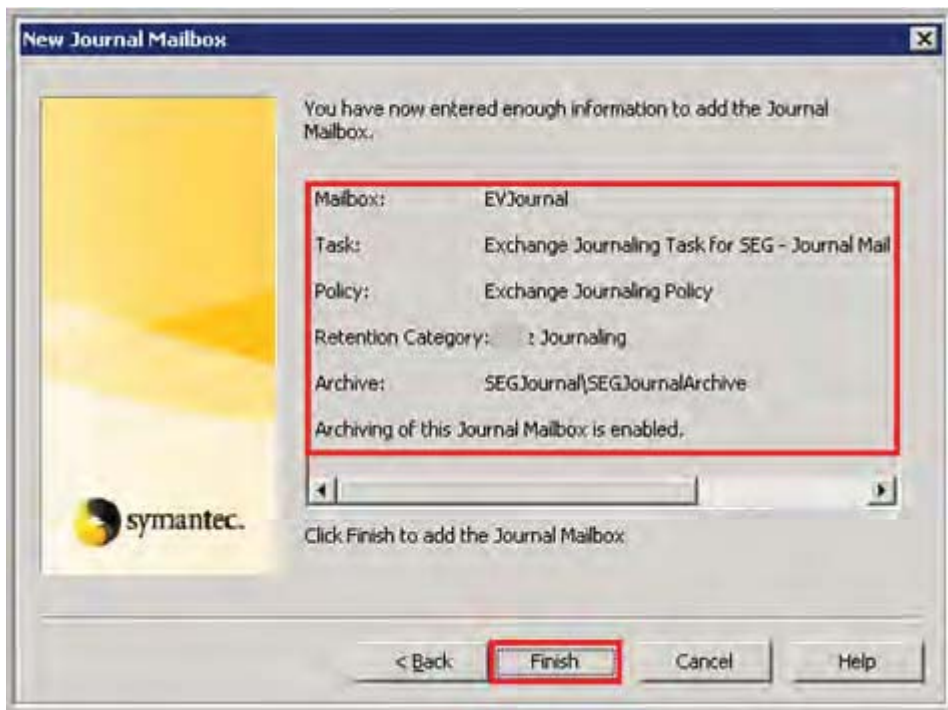 New Journal Mailbox
You have now entered enough information to add the Journal
Mailbox.
Mailbox: EVJournal
Task: Exchange Journaling Task for SEG - Journal Mail
Policy: Exchange Journaling Policy
Retention Category: Journaling
Archive: SEGJournal\SEGJournalArchive
Archiving of this Journal Mailbox is enabled.
symantec.
Click Finish to add the Journal Mailbox
< Back Finish Cancel Help